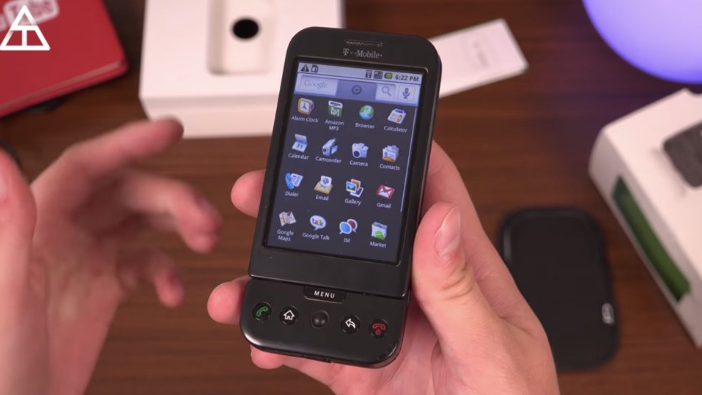 T··Mobile·
6:22 PM
Google
Alarm Clock
Amazon MP3
Browser
Calculator
Calendar
Camcorder
Camera
Contacts
Dialer
Email
Gallery
Gmail
Google Maps
Google Talk
IM
Market
MENU